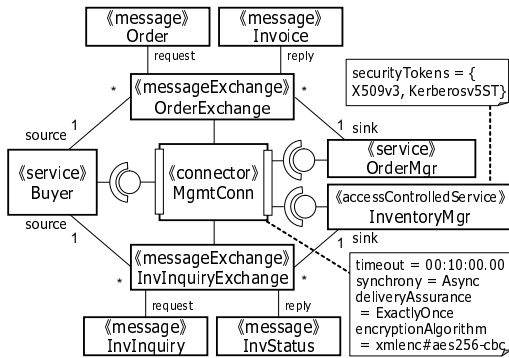 «message»
Order
«message»
Invoice
request
reply
«messageExchange»
OrderExchange
*
*
securityTokens = {
X509v3, Kerberosv5ST}
source
1
1
sink
«service»
Buyer
«connector»
MgmtConn
«service»
OrderMgr
«accessControlledService»
InventoryMgr
source
1
1
sink
«messageExchange»
InvInquiryExchange
*
*
request
reply
«message»
InvInquiry
«message»
InvStatus
timeout = 00:10:00.00
synchrony = Async
deliveryAssurance
= ExactlyOnce
encryptionAlgorithm
= xmlenc#aes256-cbc